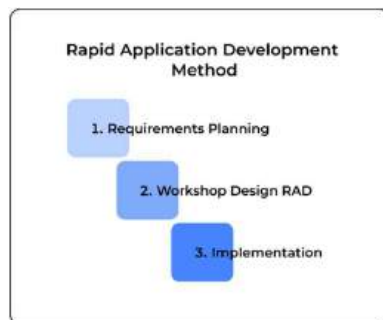 Rapid Application Development
Method
1. Requirements Planning
2. Workshop Design RAD
3. Implementation